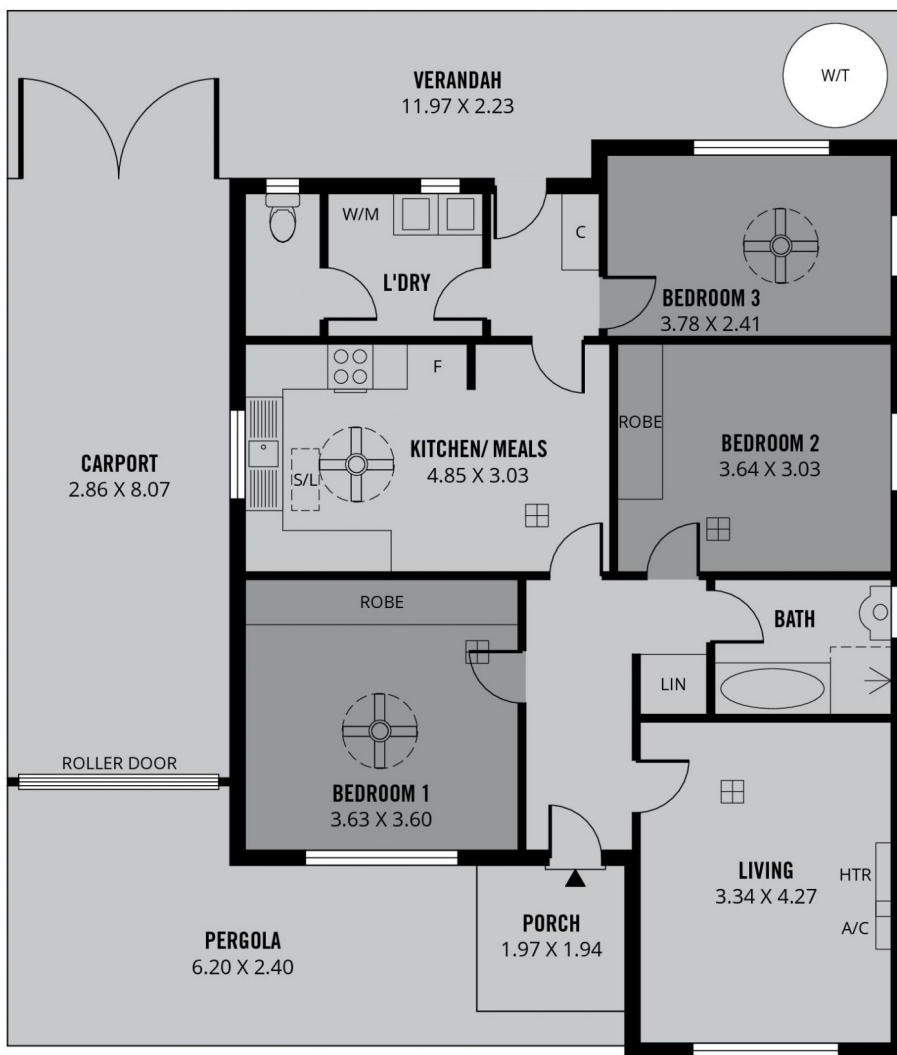 VERANDAH
11.97 X 2.23
W/T
W/M
L'DRY
C
BEDROOM 3
3.78 X 2.41
F
KITCHEN/ MEALS
4.85 X 3.03
S/L
ROBE
BEDROOM 2
3.64 X 3.03
CARPORT
2.86 X 8.07
ROBE
BATH
LIN
ROLLER DOOR
BEDROOM 1
3.63 X 3.60
LIVING
3.34 X 4.27
HTR
A/C
PORCH
1.97 X 1.94
PERGOLA
6.20 X 2.40